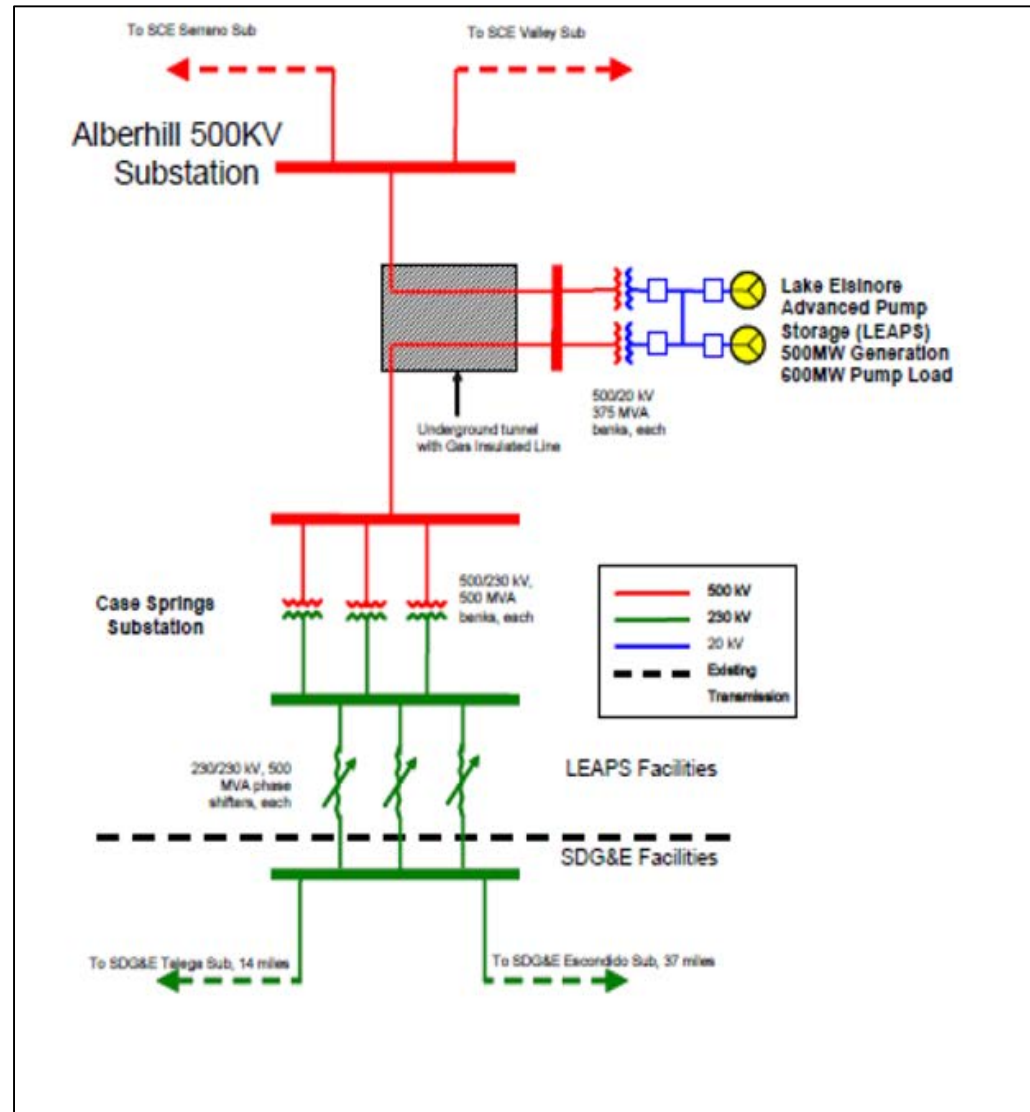 To SCE Serrano Sub
To SCE Valley Sub
Alberhill 500KV
Substation
Lake Elsinore
Advanced Pump
Storage (LEAPS)
500MW Generation
600MW Pump Load
500/20 kV
375 MVA
banks, each
Underground tunnel
with Gas Insulated Line
Case Springs
Substation
500/230 kV,
500 MVA
banks, each
500 kV
230 kV
20 kV
Existing
Transmission
230/230 kV, 500
MVA phase
shifters, each
LEAPS Facilities
SDG&E Facilities
To SDG&E Talega Sub, 14 miles
To SDG&E Escondido Sub, 37 miles